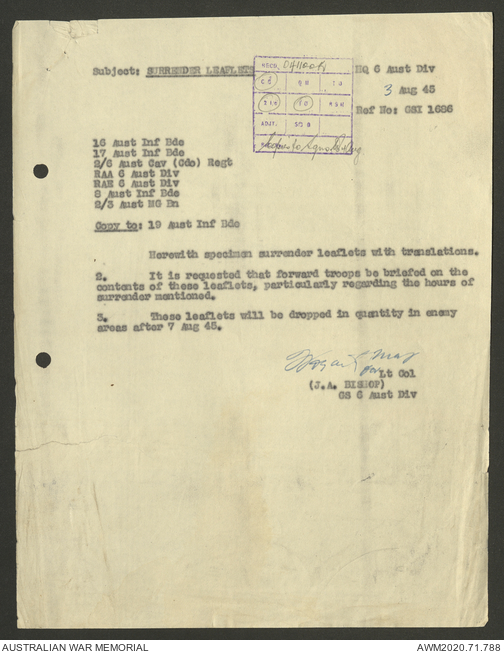 Subject: SURRENDER LEAFLETS
HQ 6 Aust Div
3 Aug 45
Ref No: GSI 1686
ADJT.
16 Aust Inf Bde
17 Aust Inf Bde
2/6 Aust Cav (Cdo) Regt
RAA 6 Aust Div
RAE 6 Aust Div
8 Aust Inf Bde
2/3 Aust MG Bn
Copy to: 19 Aust Inf Bde
Herewith specimen surrender leaflets with translations.
2. It is requested that forward troops be briefed on the
contents of these leaflets, particularly regarding the hours of
surrender mentioned.
3. These leaflets will be dropped in quantity in enemy
areas after 7 Aug 45.
Maj
for Lt Col
(J.A. BISHOP)
GS 6 Aust Div
AUSTRALIAN WAR MEMORIAL
AWM2020.71.788